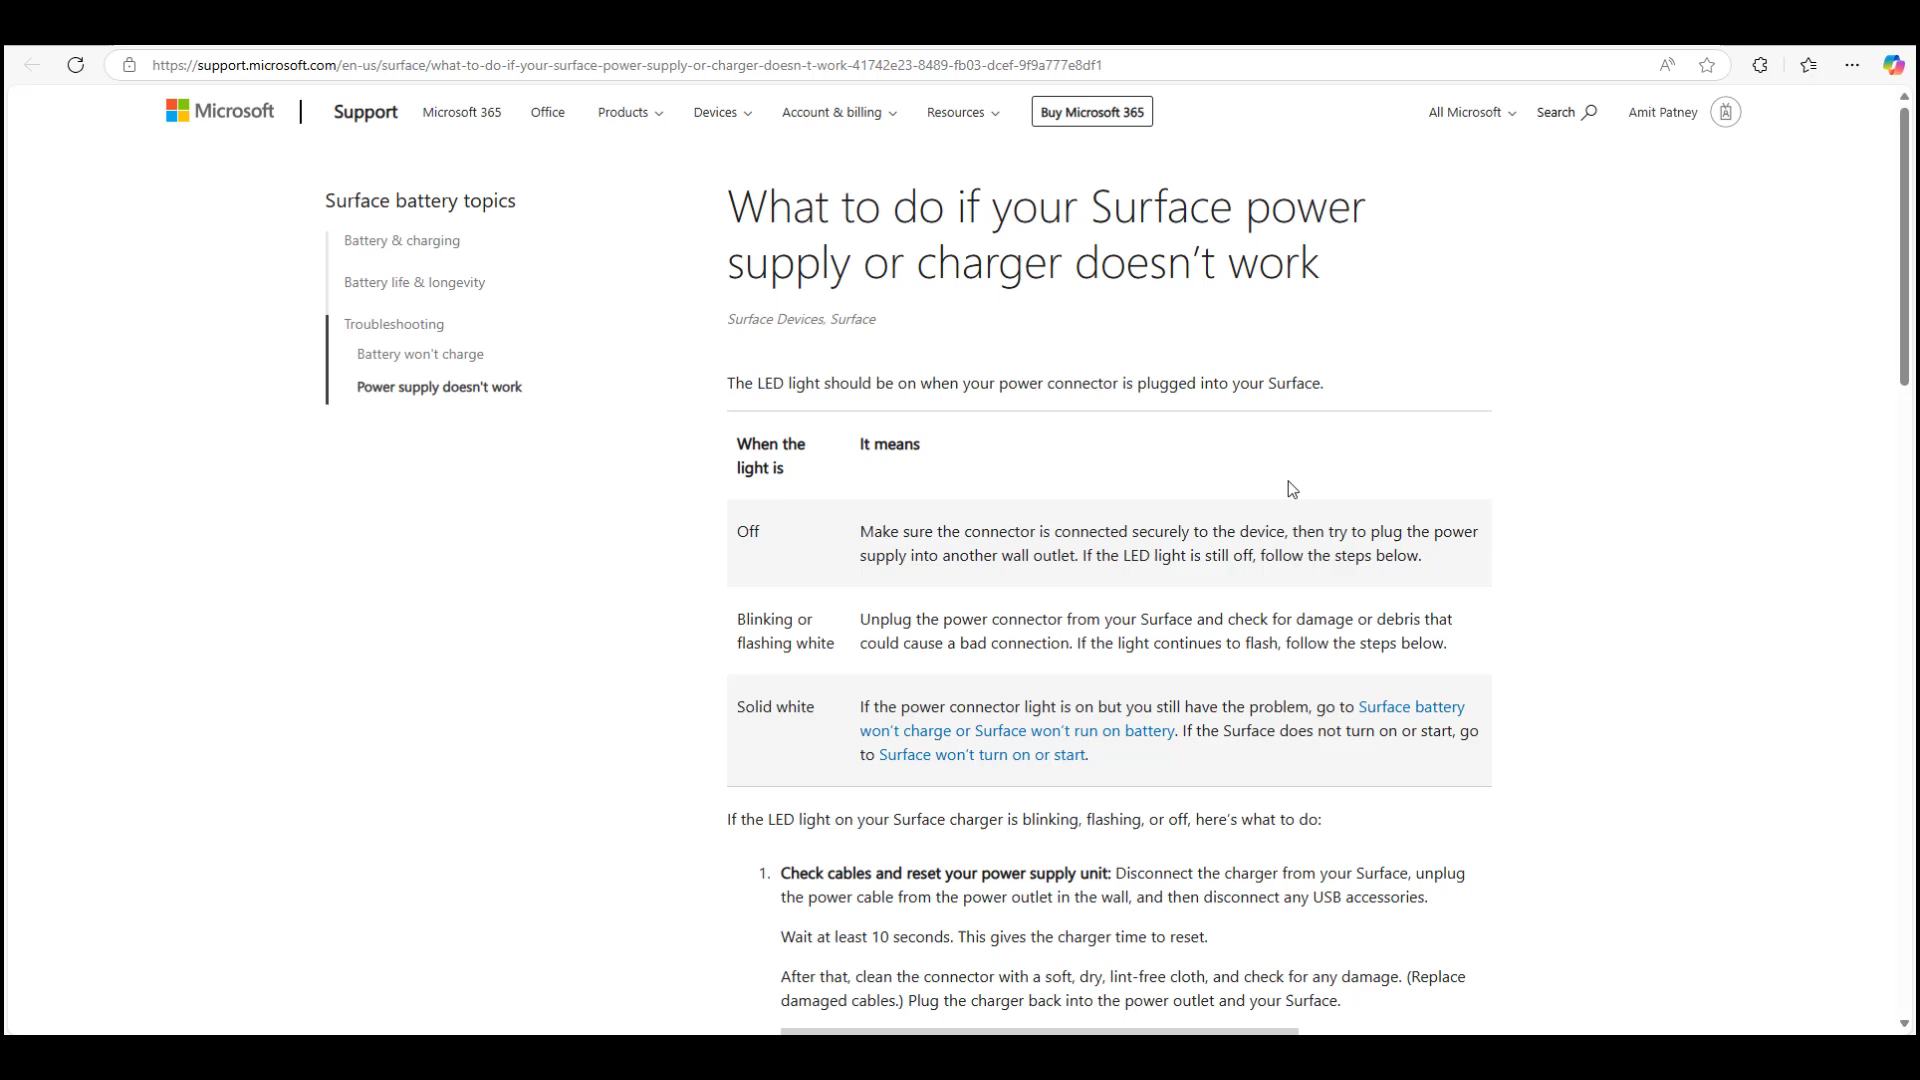 https://support.microsoft.com/en-us/surface/what-to-do-if-your-surface-power-supply-or-charger-doesn-t-work-41742e23-8489-fb03-dcef-9f9a777e8df1
Microsoft Support Microsoft 365 Office Products Devices Account & billing Resources Buy Microsoft 365 All Microsoft Search Amit Patney
Surface battery topics
Battery & charging
Battery life & longevity
Troubleshooting
Battery won't charge
Power supply doesn't work
What to do if your Surface power
supply or charger doesn’t work
Surface Devices, Surface
The LED light should be on when your power connector is plugged into your Surface.
When the
light is
It means
Off
Make sure the connector is connected securely to the device, then try to plug the power
supply into another wall outlet. If the LED light is still off, follow the steps below.
Blinking or
flashing white
Unplug the power connector from your Surface and check for damage or debris that
could cause a bad connection. If the light continues to flash, follow the steps below.
Solid white
If the power connector light is on but you still have the problem, go to Surface battery
won’t charge or Surface won’t run on battery. If the Surface does not turn on or start, go
to Surface won’t turn on or start.
If the LED light on your Surface charger is blinking, flashing, or off, here’s what to do:
1. Check cables and reset your power supply unit: Disconnect the charger from your Surface, unplug
the power cable from the power outlet in the wall, and then disconnect any USB accessories.
Wait at least 10 seconds. This gives the charger time to reset.
After that, clean the connector with a soft, dry, lint-free cloth, and check for any damage. (Replace
damaged cables.) Plug the charger back into the power outlet and your Surface.